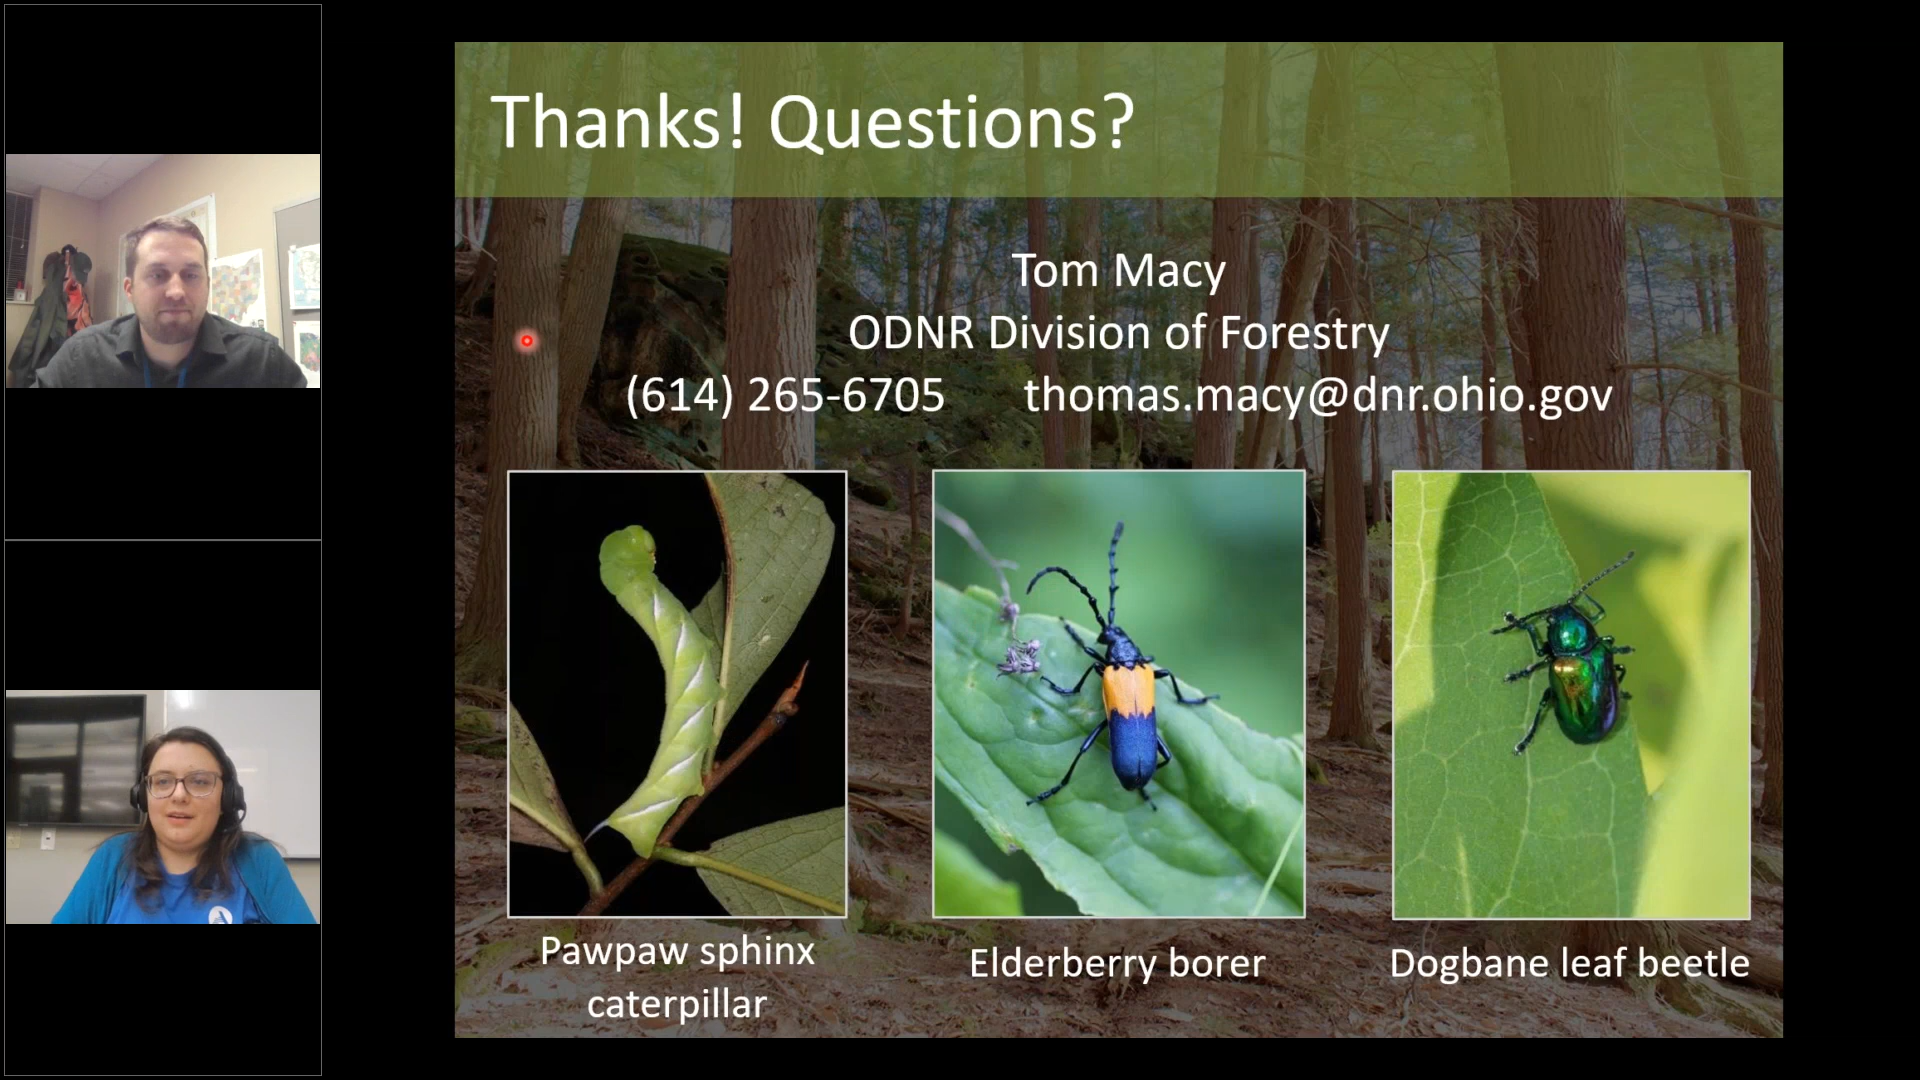 Thanks! Questions?
Tom Macy
ODNR Division of Forestry
(614) 265-6705 thomas.macy@dnr.ohio.gov
Pawpaw sphinx
caterpillar
Elderberry borer
Dogbane leaf beetle